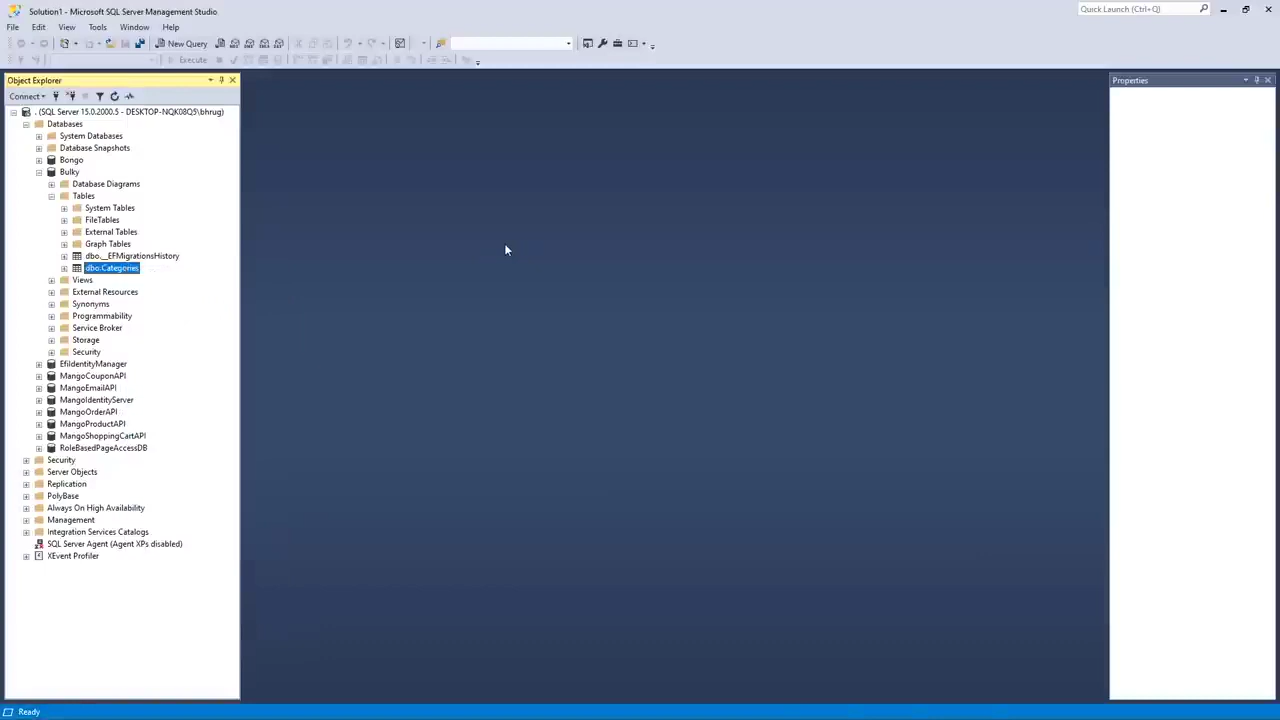 Solution1 - Microsoft SQL Server Management Studio
Quick Launch (Ctrl+Q)
File Edit View Tools Window Help
New Query
Execute
Object Explorer
Properties
Connect
. (SQL Server 15.0.2000.5 - DESKTOP-NQK08Q5\bhrug)
Databases
System Databases
Database Snapshots
Bongo
Bulky
Database Diagrams
Tables
System Tables
FileTables
External Tables
Graph Tables
dbo.__EFMigrationsHistory
dbo.Categories
Views
External Resources
Synonyms
Programmability
Service Broker
Storage
Security
EfIdentityManager
MangoCouponAPI
MangoEmailAPI
MangoIdentityServer
MangoOrderAPI
MangoProductAPI
MangoShoppingCartAPI
RoleBasedPageAccessDB
Security
Server Objects
Replication
PolyBase
Always On High Availability
Management
Integration Services Catalogs
SQL Server Agent (Agent XPs disabled)
XEvent Profiler
Ready